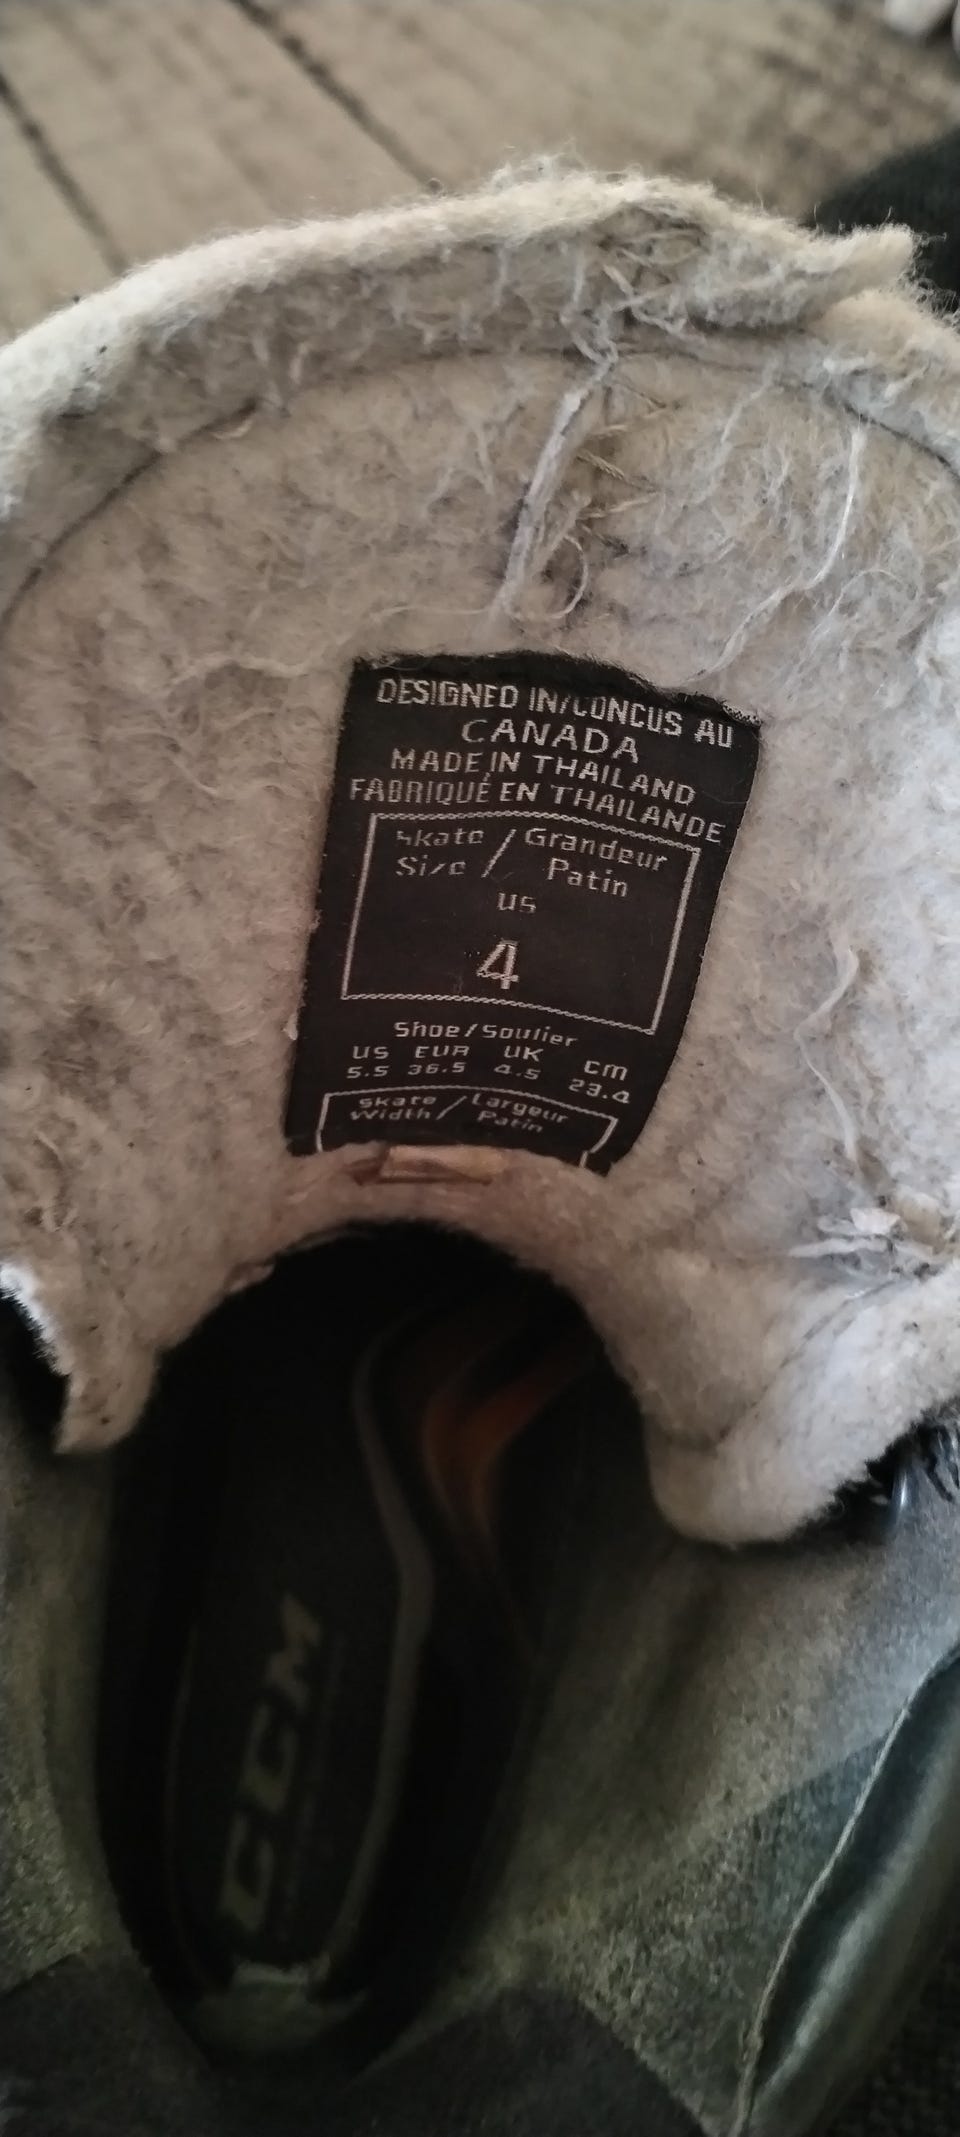 DESIGNED IN/CONCUS AU
CANADA
MADE IN THAILAND
FABRIQUÉ EN THAILANDE
Skate / Grandeur
Size / Patin
US
4
Shoe/Soulier
US EUR UK cm
5.5 36.5 4.5 23.4
Skate / Largeur
Width / Patin
CCM